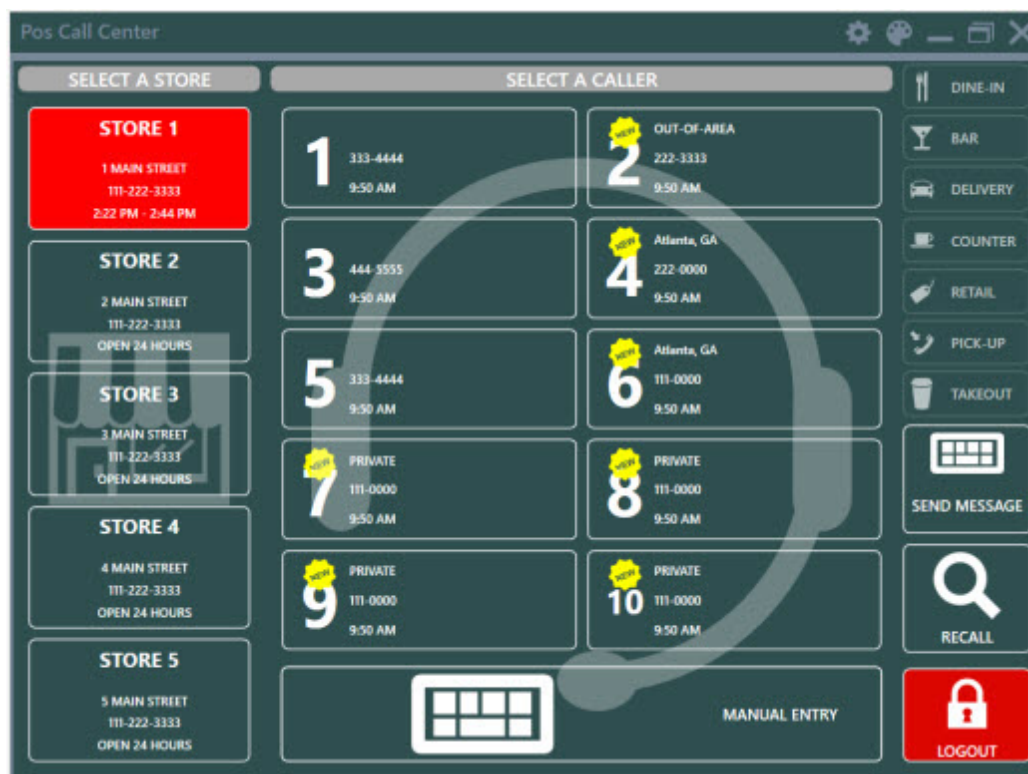 Pos Call Center
SELECT A STORE
SELECT A CALLER
STORE 1
1 MAIN STREET
111-222-3333
2:22 PM - 2:44 PM
STORE 2
2 MAIN STREET
111-222-3333
OPEN 24 HOURS
STORE 3
3 MAIN STREET
111-222-3333
OPEN 24 HOURS
STORE 4
4 MAIN STREET
111-222-3333
OPEN 24 HOURS
STORE 5
5 MAIN STREET
111-222-3333
OPEN 24 HOURS
1
333-4444
9:50 AM
NEW
2
OUT-OF-AREA
222-3333
9:50 AM
3
444-5555
9:50 AM
NEW
4
Atlanta, GA
222-0000
9:50 AM
5
333-4444
9:50 AM
NEW
6
Atlanta, GA
111-0000
9:50 AM
NEW
7
PRIVATE
111-0000
9:50 AM
NEW
8
PRIVATE
111-0000
9:50 AM
NEW
9
PRIVATE
111-0000
9:50 AM
NEW
10
PRIVATE
111-0000
9:50 AM
MANUAL ENTRY
DINE-IN
BAR
DELIVERY
COUNTER
RETAIL
PICK-UP
TAKEOUT
SEND MESSAGE
RECALL
LOGOUT